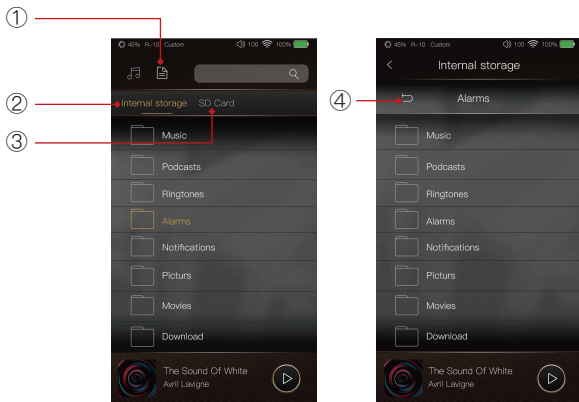 ①
45% R-10 Custom 100 100%
②
Internal storage SD Card
③
Music
Podcasts
Ringtones
Alarms
Notifications
Picturs
Movies
Download
The Sound Of White
Avril Lavigne
45% R-10 Custom 100 100%
Internal storage
④
Alarms
Music
Podcasts
Ringtones
Alarms
Notifications
Picturs
Movies
Download
The Sound Of White
Avril Lavigne